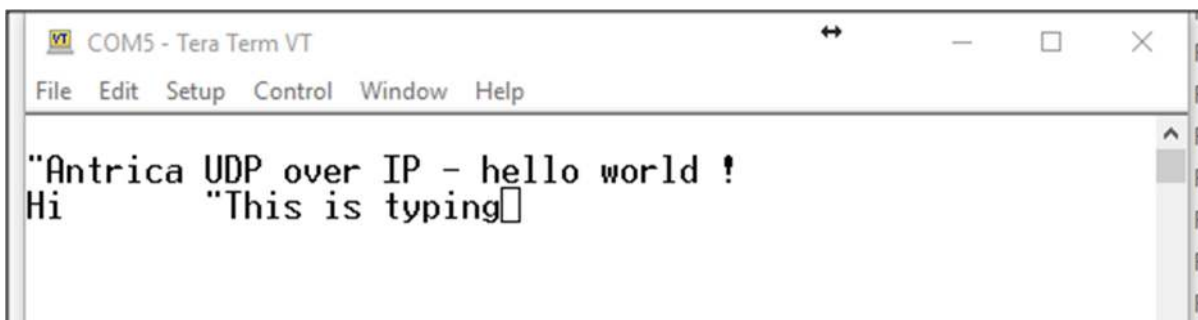 COM5 - Tera Term VT
File Edit Setup Control Window Help
"Antrica UDP over IP - hello world !
Hi "This is typing